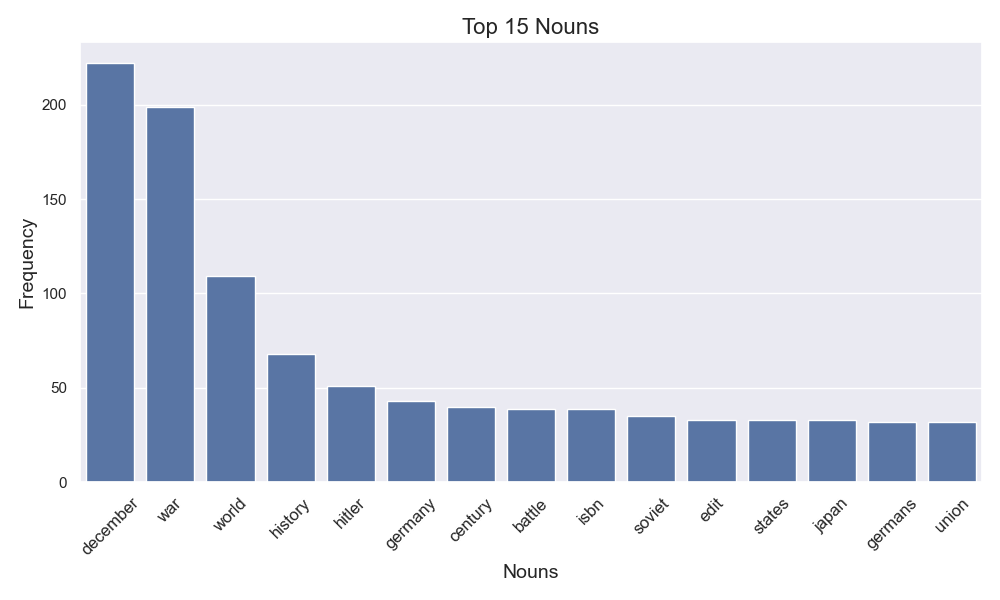 Top 15 Nouns
Frequency
200
150
100
50
0
december war world history hitler germany century battle isbn soviet edit states japan germans union
Nouns